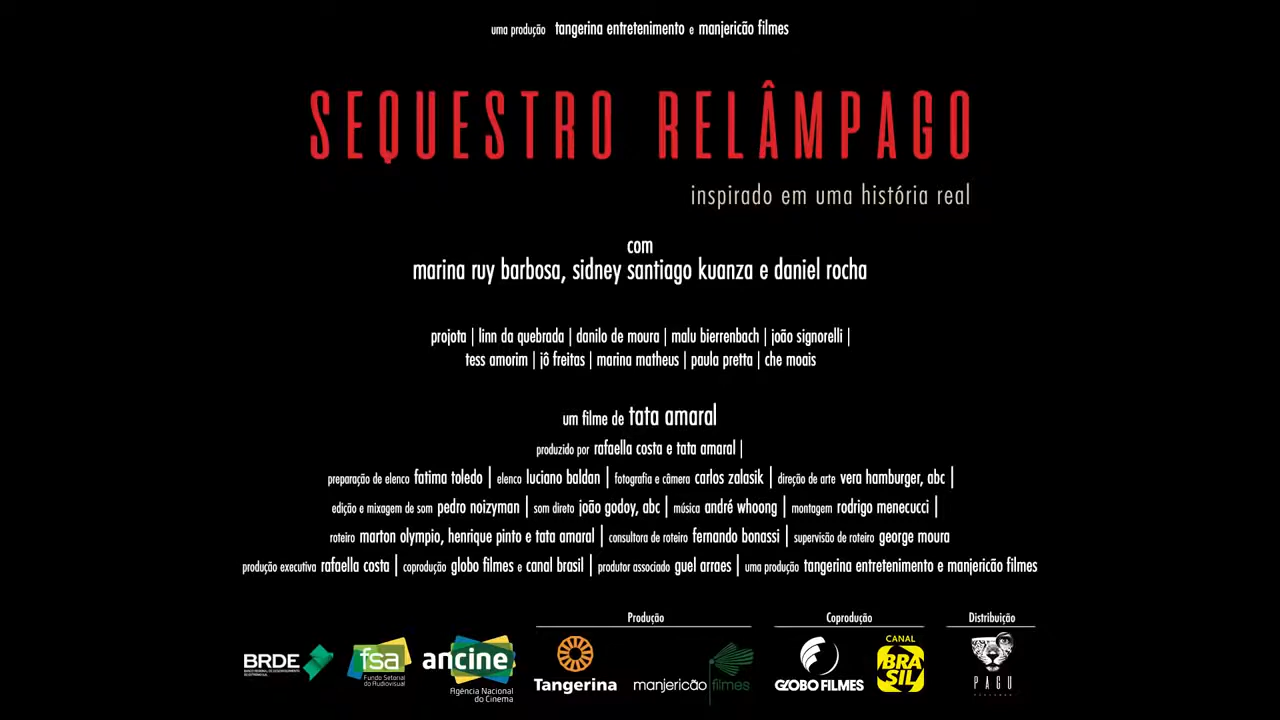 uma produção tangerina entretenimento e manjericão filmes
SEQUESTRO RELÂMPAGO
inspirado em uma história real
com
marina ruy barbosa, sidney santiago kuanza e daniel rocha
projota | linn da quebrada | danilo de moura | malu bierrenbach | joão signorelli |
tess amorim | jô freitas | marina matheus | paula pretta | che moais
um filme de tata amaral
produzido por rafaella costa e tata amaral |
preparação de elenco fatima toledo | elenco luciano baldan | fotografia e câmera carlos zalasik | direção de arte vera hamburger, abc |
edição e mixagem de som pedro noizyman | som direto joão godoy, abc | música andré whoong | montagem rodrigo menecucci |
roteiro marton olympio, henrique pinto e tata amaral | consultora de roteiro fernando bonassi | supervisão de roteiro george moura
produção executiva rafaella costa | coprodução globo filmes e canal brasil | produtor associado guel arraes | uma produção tangerina entretenimento e manjericão filmes
Produção
Coprodução
Distribuição
BRDE
fsa
Fundo Setorial
do Audiovisual
ancine
Agência Nacional
do Cinema
Tangerina
manjericão filmes
GLOBO FILMES
CANAL
BRA
SIL
PAGU